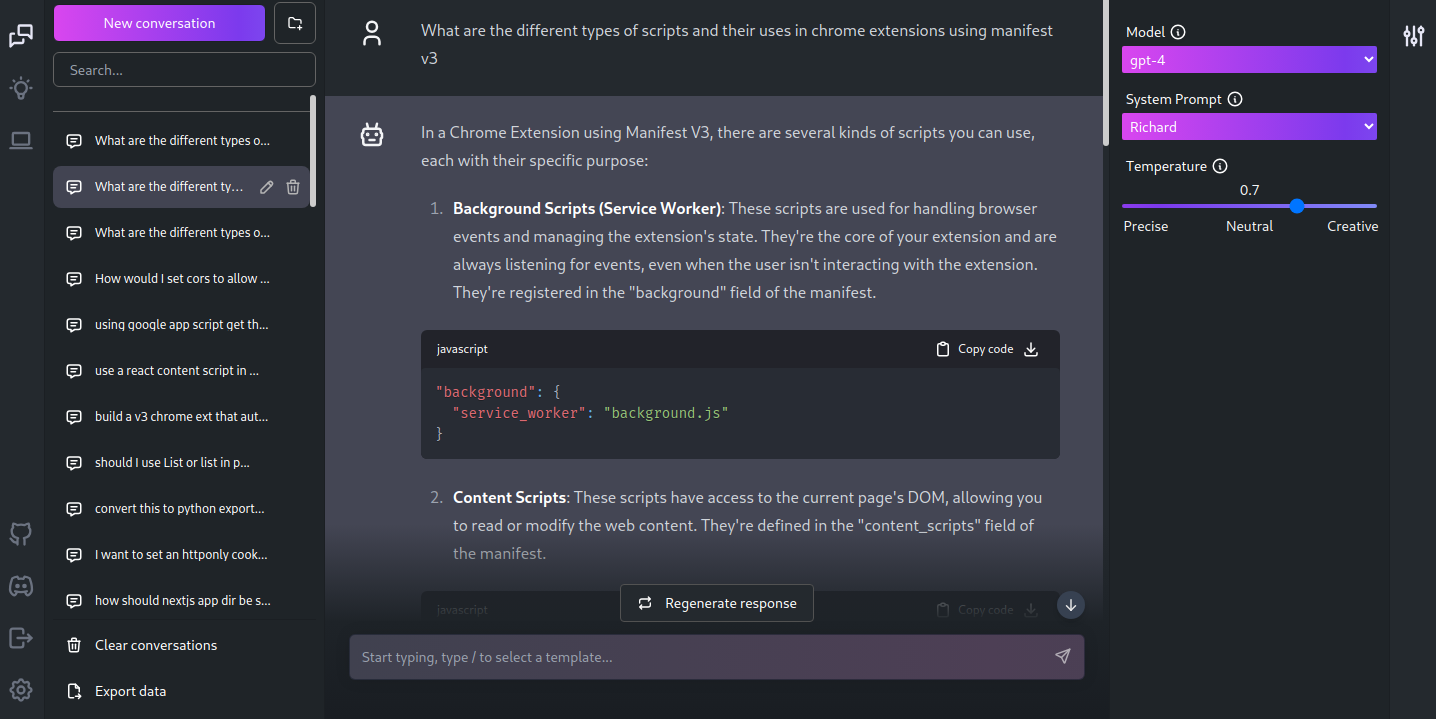 New conversation
Search...
What are the different types o...
What are the different ty...
What are the different types o...
How would I set cors to allow ...
using google app script get th...
use a react content script in ...
build a v3 chrome ext that aut...
should I use List or list in p...
convert this to python export...
I want to set an httponly cook...
how should nextjs app dir be s...
Clear conversations
Export data
What are the different types of scripts and their uses in chrome extensions using manifest
v3
In a Chrome Extension using Manifest V3, there are several kinds of scripts you can use,
each with their specific purpose:
1. Background Scripts (Service Worker): These scripts are used for handling browser
events and managing the extension's state. They're the core of your extension and are
always listening for events, even when the user isn't interacting with the extension.
They're registered in the "background" field of the manifest.
javascript Copy code
"background": {
"service_worker": "background.js"
}
2. Content Scripts: These scripts have access to the current page's DOM, allowing you
to read or modify the web content. They're defined in the "content_scripts" field of
the manifest.
javascript Copy code
Regenerate response
Start typing, type / to select a template...
Model
gpt-4
System Prompt
Richard
Temperature
0.7
Precise Neutral Creative